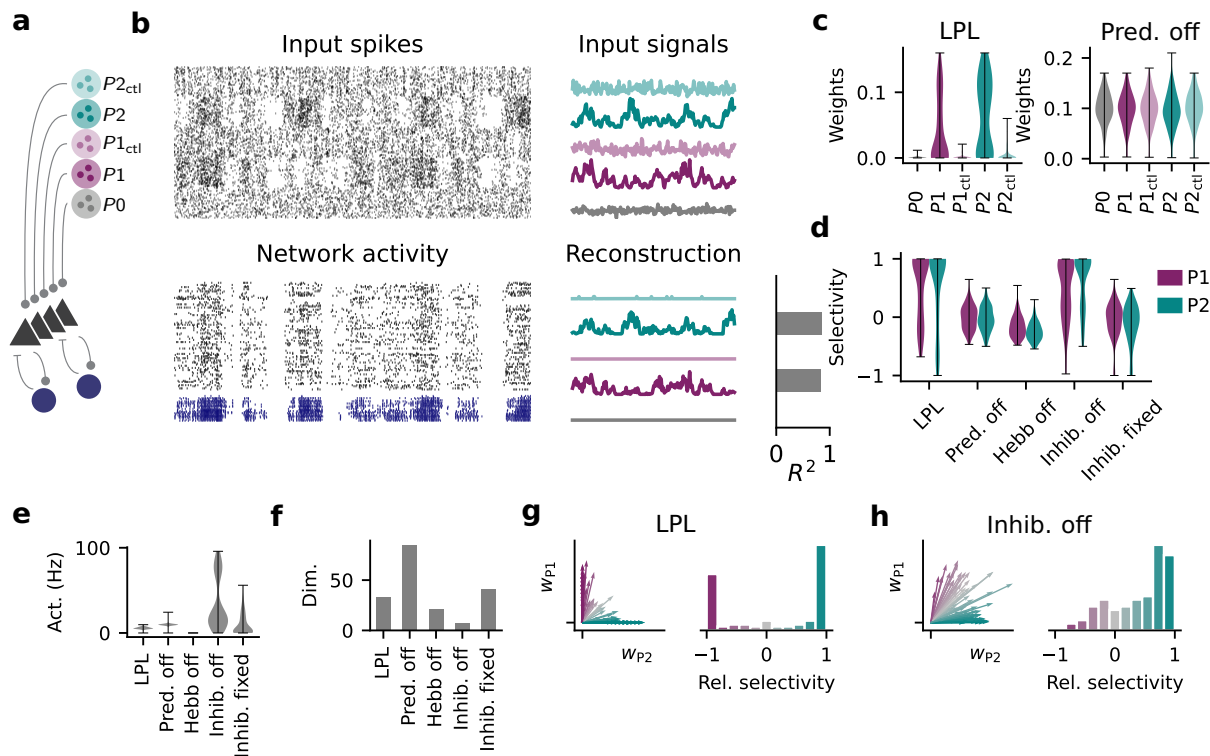 a
P2ctl
P2
P1ctl
P1
P0
b
Input spikes
Input signals
Network activity
Reconstruction
0
1
R²
c
LPL
Pred. off
Weights
0.1
0.0
P0
P1
P1ctl
P2
P2ctl
Weights
0.2
0.1
0.0
P0
P1
P1ctl
P2
P2ctl
d
Selectivity
1
0
−1
P1
P2
LPL
Pred. off
Hebb off
Inhib. off
Inhib. fixed
e
Act. (Hz)
100
0
LPL
Pred. off
Hebb off
Inhib. off
Inhib. fixed
f
Dim.
50
0
LPL
Pred. off
Hebb off
Inhib. off
Inhib. fixed
g
LPL
wP1
wP2
−1
0
1
Rel. selectivity
h
Inhib. off
wP1
wP2
−1
0
1
Rel. selectivity